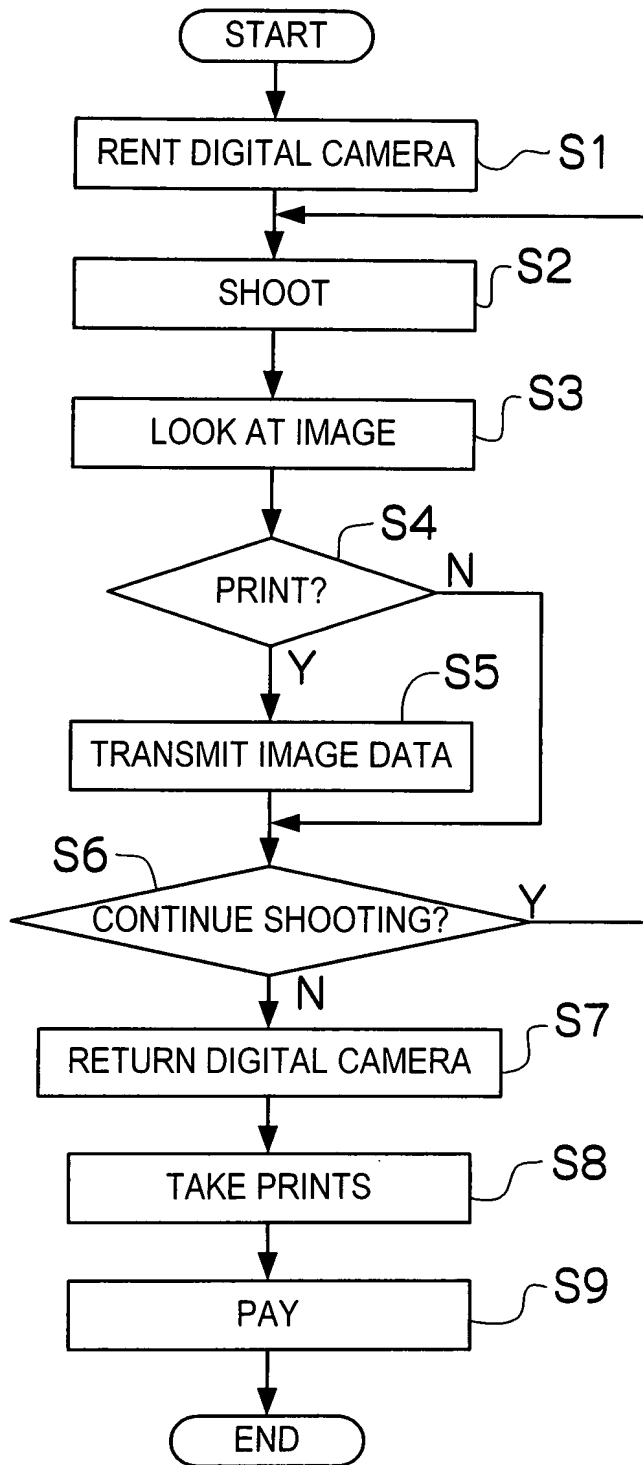 START
RENT DIGITAL CAMERA
S1
SHOOT
S2
LOOK AT IMAGE
S3
S4
PRINT?
N
Y
S5
TRANSMIT IMAGE DATA
S6
CONTINUE SHOOTING?
Y
N
RETURN DIGITAL CAMERA
S7
TAKE PRINTS
S8
PAY
S9
END